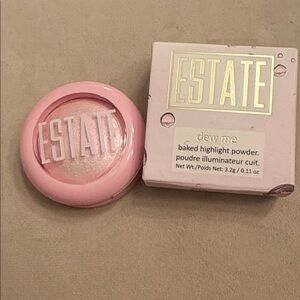 ESTATE
ESTATE
dew me
baked highlight powder.
poudre illuminateur cuit.
Net Wt./Poids Net: 3.2g / 0.11 oz